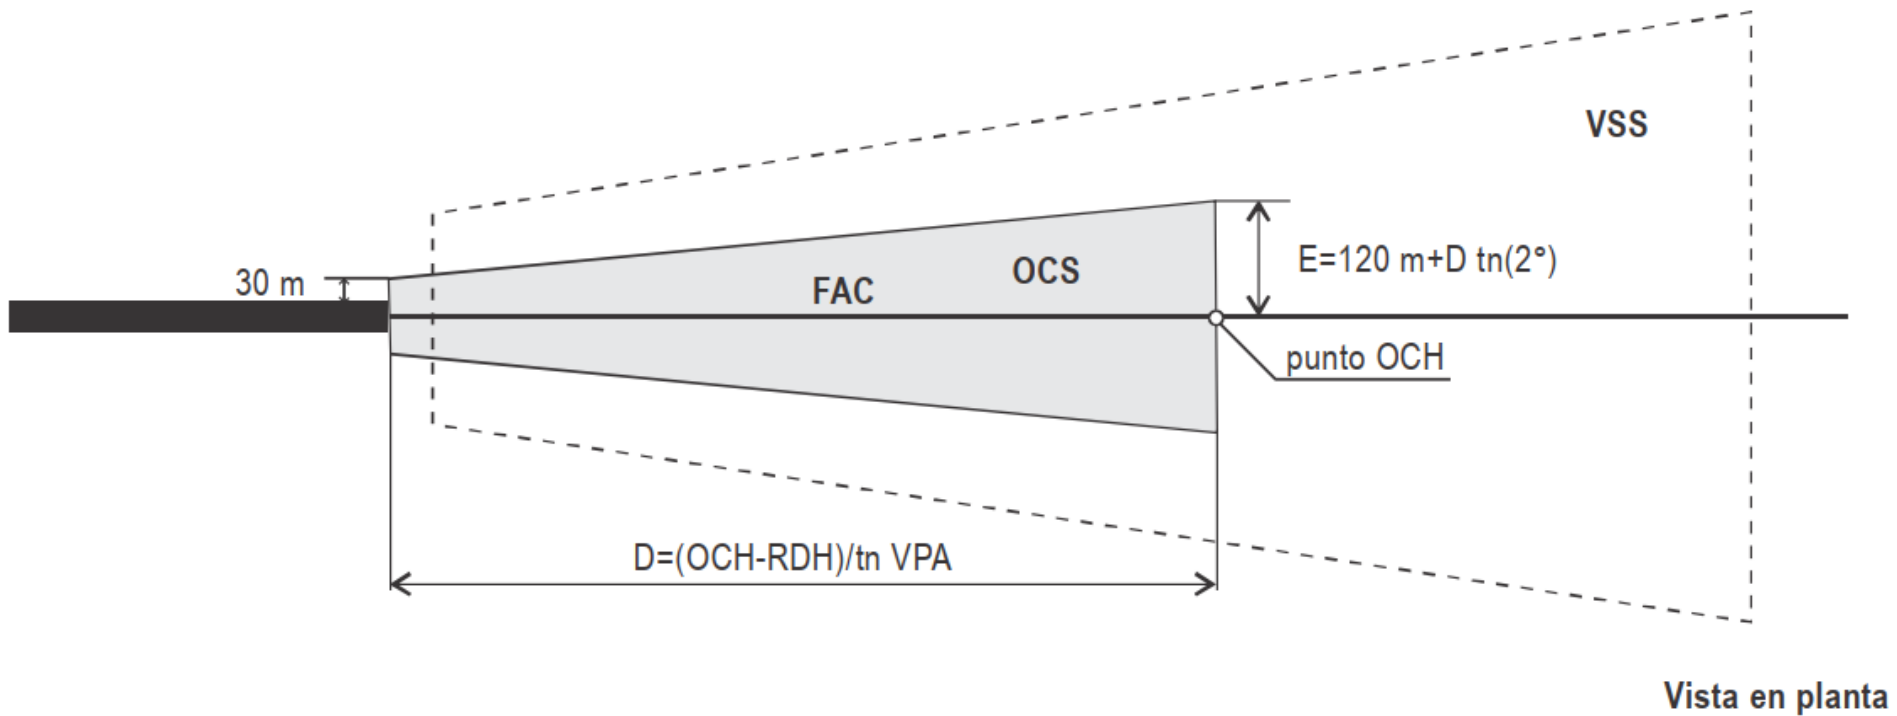 VSS
30 m
FAC
OCS
E=120 m+D tn(2°)
punto OCH
D=(OCH-RDH)/tn VPA
Vista en planta